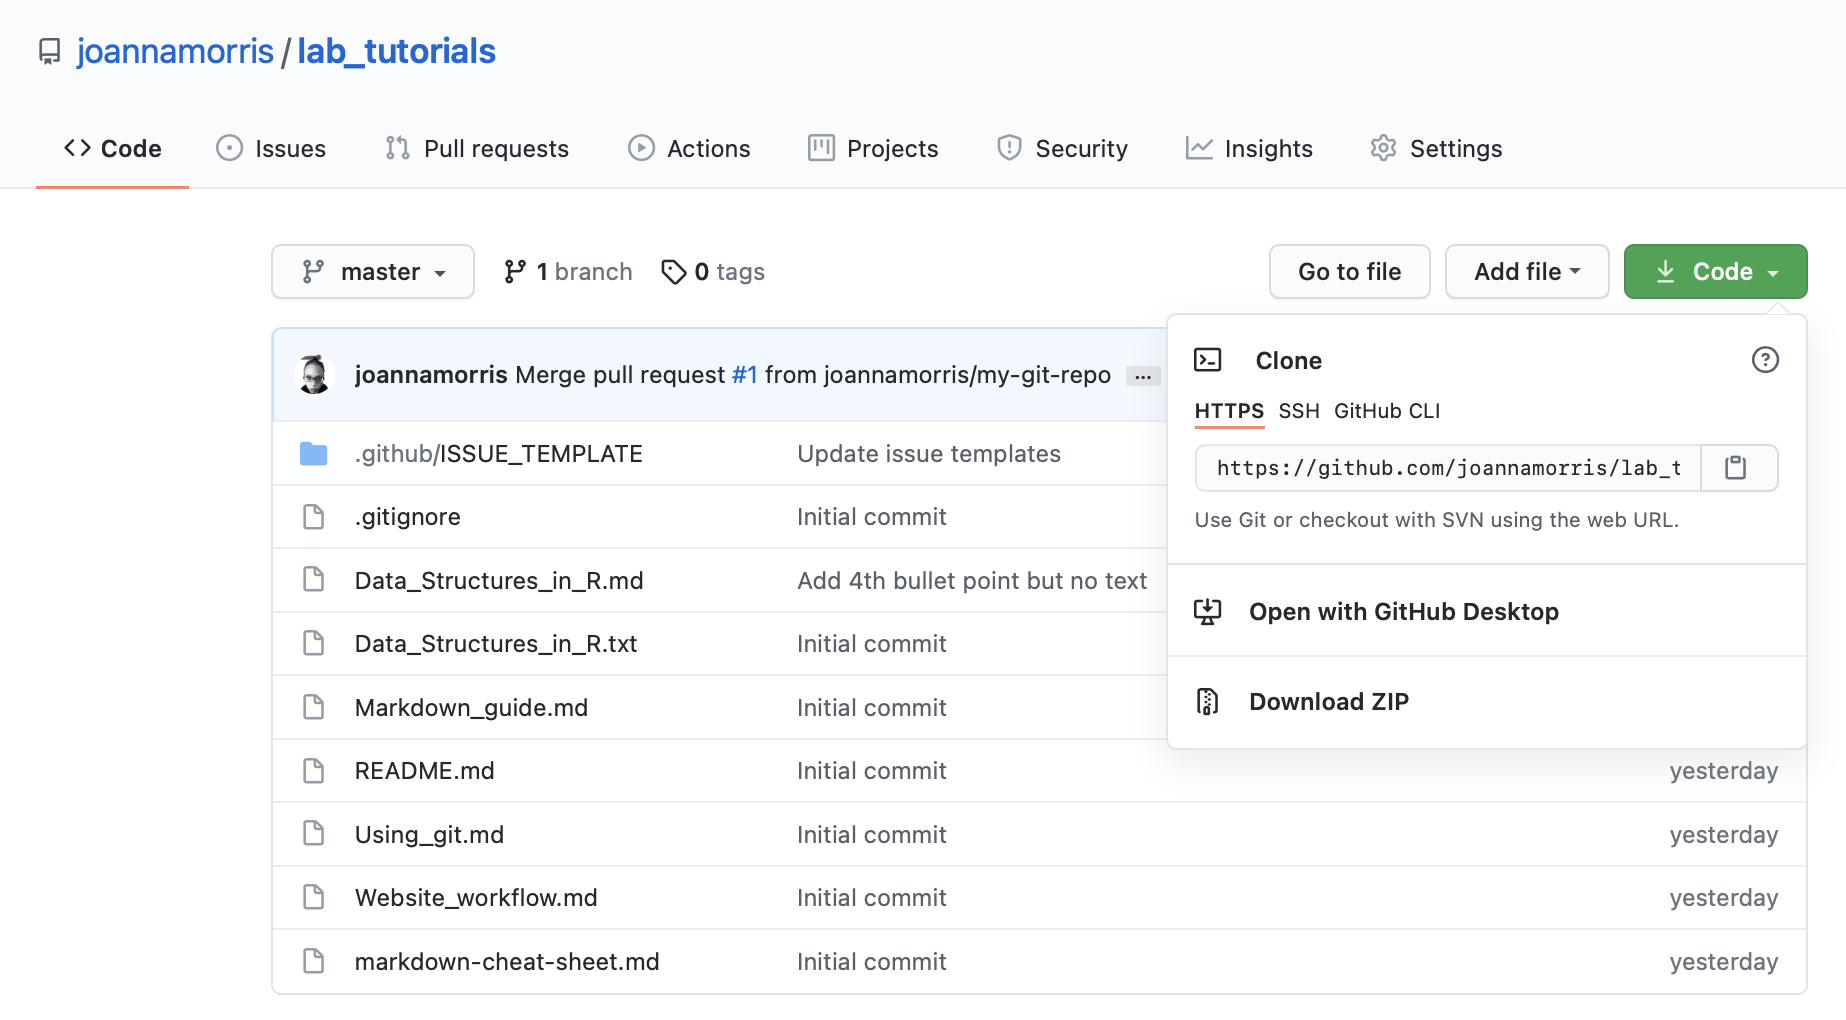 joannamorris / lab_tutorials
Code Issues Pull requests Actions Projects Security Insights Settings
master 1 branch 0 tags Go to file Add file Code
joannamorris Merge pull request #1 from joannamorris/my-git-repo ...
Clone
HTTPS SSH GitHub CLI
https://github.com/joannamorris/lab_t
Use Git or checkout with SVN using the web URL.
Open with GitHub Desktop
Download ZIP
.github/ISSUE_TEMPLATE Update issue templates
.gitignore Initial commit
Data_Structures_in_R.md Add 4th bullet point but no text
Data_Structures_in_R.txt Initial commit
Markdown_guide.md Initial commit
README.md Initial commit yesterday
Using_git.md Initial commit yesterday
Website_workflow.md Initial commit yesterday
markdown-cheat-sheet.md Initial commit yesterday